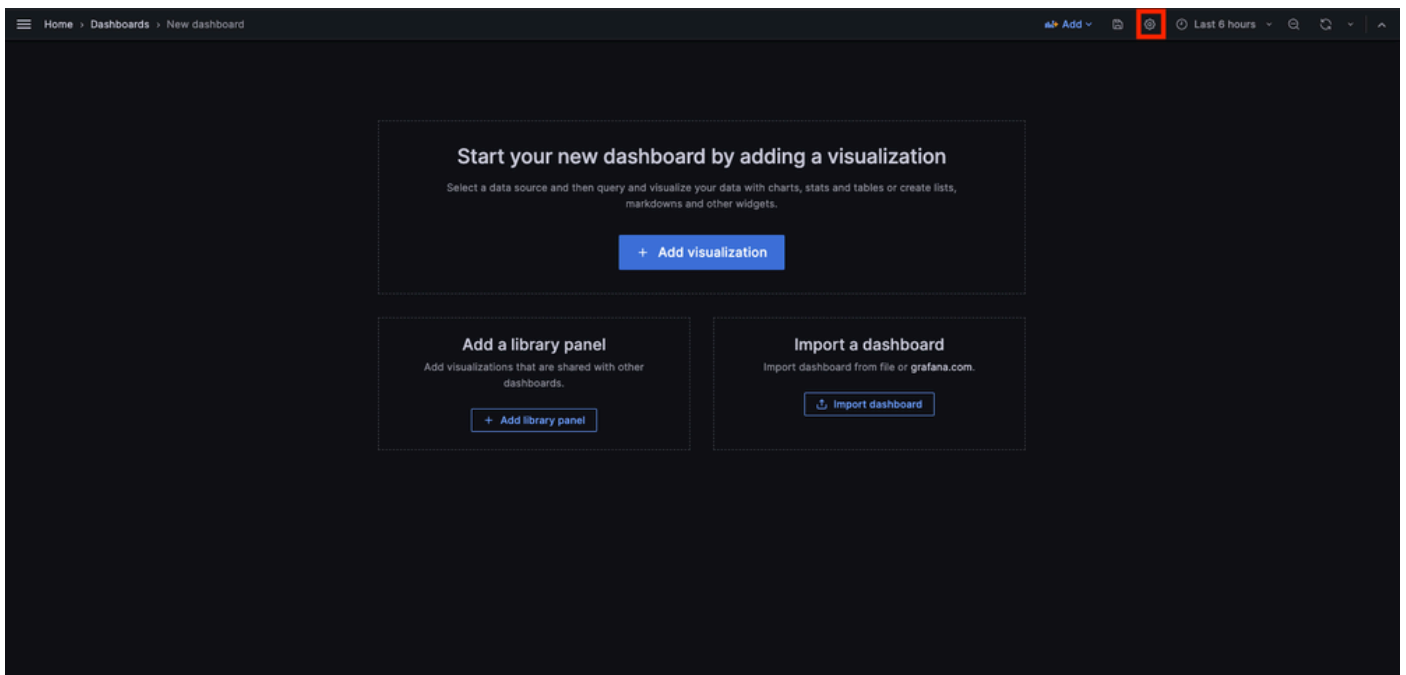 Home › Dashboards › New dashboard
Add
Last 6 hours
Start your new dashboard by adding a visualization
Select a data source and then query and visualize your data with charts, stats and tables or create lists,
markdowns and other widgets.
+ Add visualization
Add a library panel
Add visualizations that are shared with other
dashboards.
+ Add library panel
Import a dashboard
Import dashboard from file or grafana.com.
Import dashboard